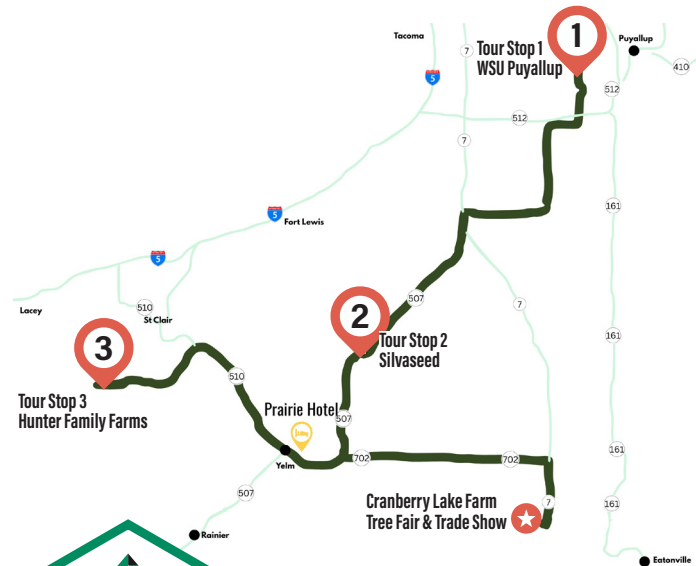 Tacoma
Puyallup
7
Tour Stop 1
WSU Puyallup
1
410
5
512
512
7
161
5
Fort Lewis
5
507
7
510
St Clair
Lacey
2
Tour Stop 2
Silvaseed
161
3
510
Tour Stop 3
Hunter Family Farms
Prairie Hotel
507
702
702
161
Yelm
507
Cranberry Lake Farm
Tree Fair & Trade Show
7
161
Rainier
Eatonville